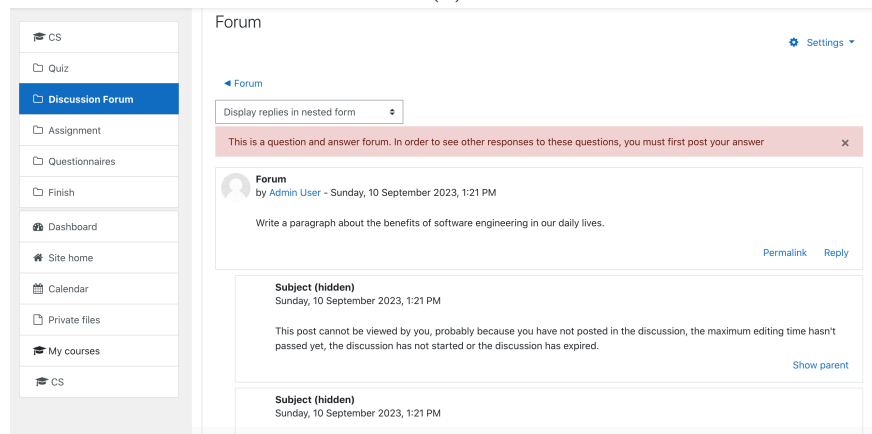 CS
Quiz
Discussion Forum
Assignment
Questionnaires
Finish
Dashboard
Site home
Calendar
Private files
My courses
CS
Forum
Settings
Forum
Display replies in nested form
This is a question and answer forum. In order to see other responses to these questions, you must first post your answer ×
Forum
by Admin User - Sunday, 10 September 2023, 1:21 PM
Write a paragraph about the benefits of software engineering in our daily lives.
Permalink Reply
Subject (hidden)
Sunday, 10 September 2023, 1:21 PM
This post cannot be viewed by you, probably because you have not posted in the discussion, the maximum editing time hasn't
passed yet, the discussion has not started or the discussion has expired.
Show parent
Subject (hidden)
Sunday, 10 September 2023, 1:21 PM